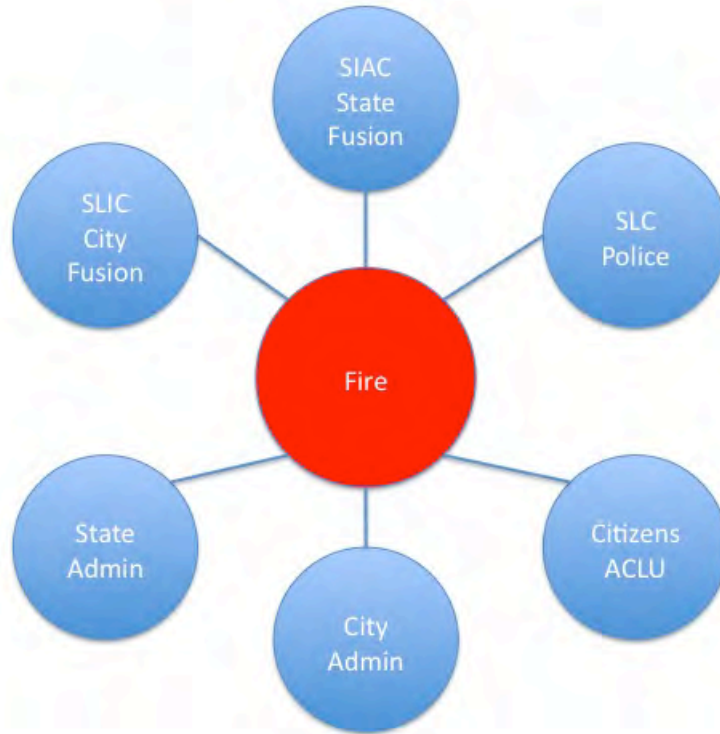 SIAC
State
Fusion
SLIC
City
Fusion
SLC
Police
Fire
State
Admin
Citizens
ACLU
City
Admin